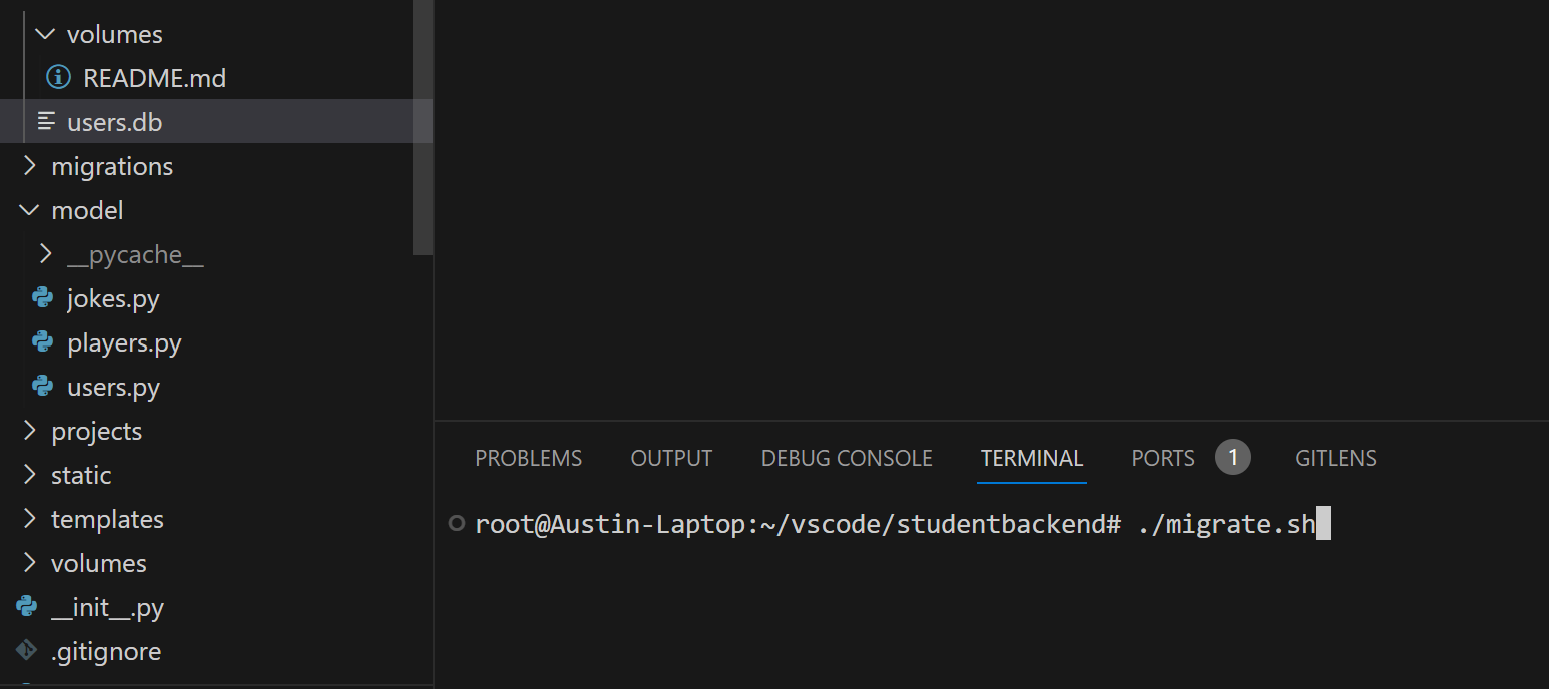 volumes
README.md
users.db
migrations
model
__pycache__
jokes.py
players.py
users.py
projects
static
templates
volumes
__init__.py
.gitignore
PROBLEMS OUTPUT DEBUG CONSOLE TERMINAL PORTS 1 GITLENS
root@Austin-Laptop:~/vscode/studentbackend# ./migrate.sh